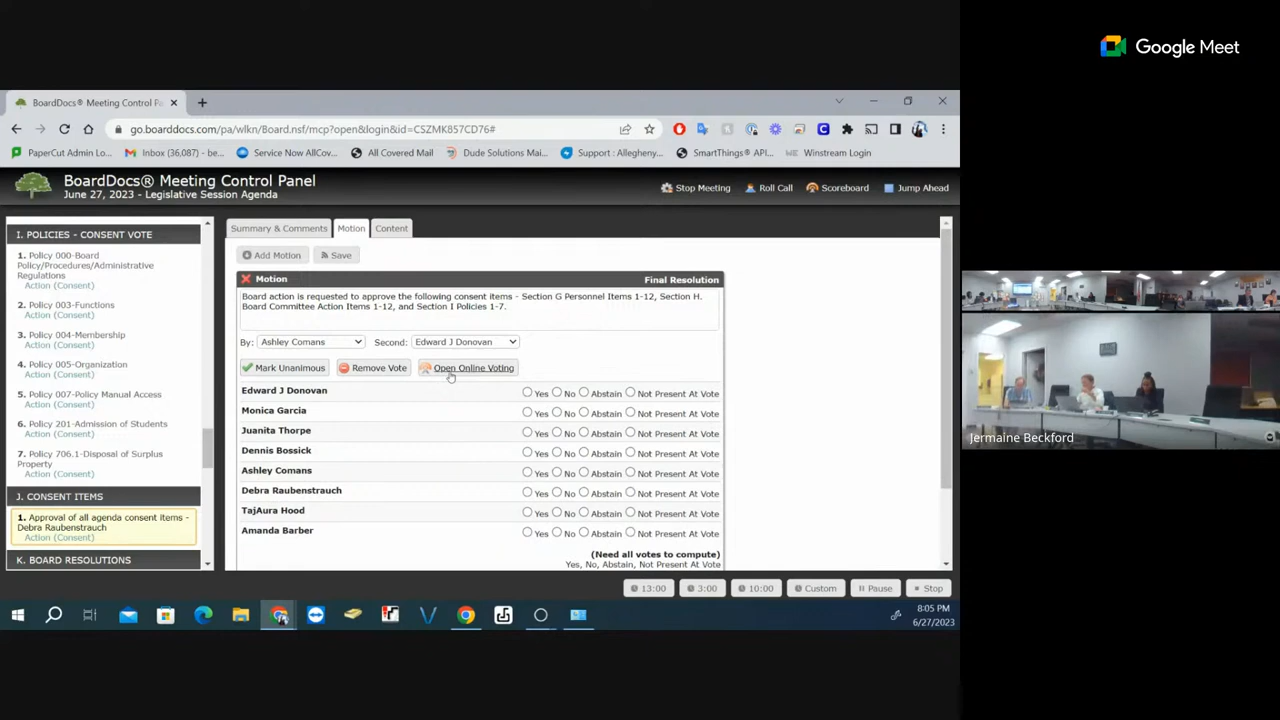 Google Meet
BoardDocs® Meeting Control Pa
go.boarddocs.com/pa/wlkn/Board.nsf/mcp?open&login&id=CSZMK857CD76#
PaperCut Admin Lo...
Inbox (36,087) - be...
Service Now AllCov...
All Covered Mail
Dude Solutions Mai...
Support : Allegheny...
SmartThings® API...
Winstream Login
BoardDocs® Meeting Control Panel
June 27, 2023 - Legislative Session Agenda
Stop Meeting
Roll Call
Scoreboard
Jump Ahead
I. POLICIES - CONSENT VOTE
1. Policy 000-Board
Policy/Procedures/Administrative
Regulations
Action (Consent)
2. Policy 003-Functions
Action (Consent)
3. Policy 004-Membership
Action (Consent)
4. Policy 005-Organization
Action (Consent)
5. Policy 007-Policy Manual Access
Action (Consent)
6. Policy 201-Admission of Students
Action (Consent)
7. Policy 706.1-Disposal of Surplus
Property
Action (Consent)
J. CONSENT ITEMS
1. Approval of all agenda consent items -
Debra Raubenstrauch
Action (Consent)
K. BOARD RESOLUTIONS
Summary & Comments
Motion
Content
Add Motion
Save
Motion
Final Resolution
Board action is requested to approve the following consent items - Section G Personnel Items 1-12, Section H.
Board Committee Action Items 1-12, and Section I Policies 1-7.
By: Ashley Comans Second: Edward J Donovan
Mark Unanimous
Remove Vote
Open Online Voting
Edward J Donovan Yes No Abstain Not Present At Vote
Monica Garcia Yes No Abstain Not Present At Vote
Juanita Thorpe Yes No Abstain Not Present At Vote
Dennis Bossick Yes No Abstain Not Present At Vote
Ashley Comans Yes No Abstain Not Present At Vote
Debra Raubenstrauch Yes No Abstain Not Present At Vote
TajAura Hood Yes No Abstain Not Present At Vote
Amanda Barber Yes No Abstain Not Present At Vote
(Need all votes to compute)
Yes, No, Abstain, Not Present At Vote
13:00
3:00
10:00
Custom
Pause
Stop
8:05 PM
6/27/2023
Jermaine Beckford